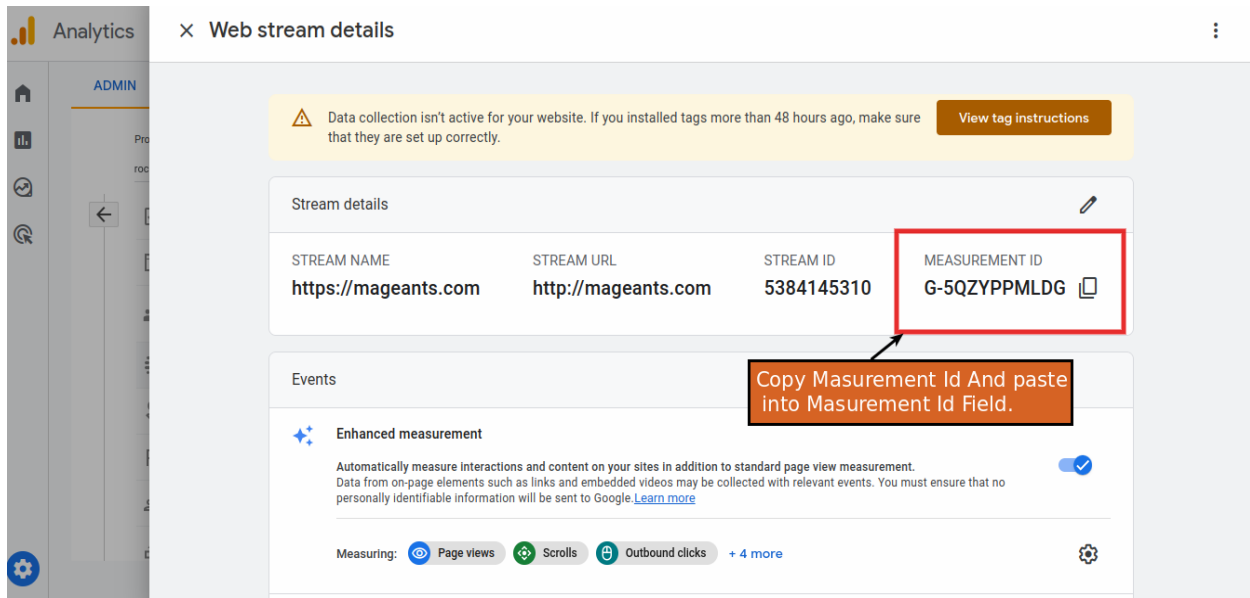 Analytics
Web stream details
ADMIN
Data collection isn't active for your website. If you installed tags more than 48 hours ago, make sure
that they are set up correctly.
View tag instructions
Stream details
STREAM NAME STREAM URL STREAM ID MEASUREMENT ID
https://mageants.com http://mageants.com 5384145310 G-5QZYPPMLDG
Copy Masurement Id And paste
into Masurement Id Field.
Events
Enhanced measurement
Automatically measure interactions and content on your sites in addition to standard page view measurement.
Data from on-page elements such as links and embedded videos may be collected with relevant events. You must ensure that no
personally identifiable information will be sent to Google.Learn more
Measuring: Page views Scrolls Outbound clicks + 4 more